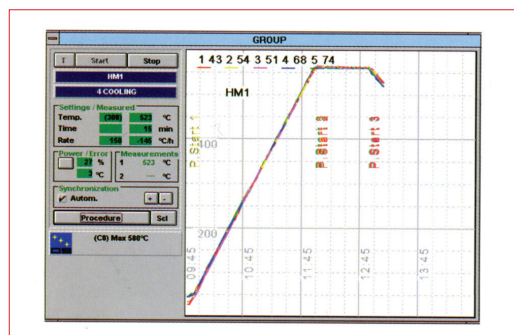 GROUP
T Start Stop
HM1
4 COOLING
Settings / Measured
Temp. (300) 523 °C
Time 15 min
Rate 150 -145 °C/h
Power / Error
27 %
3 °C
Measurements
1 523 °C
2 --- °C
Synchronization
✓ Autom. + -
Procedure Scl
(C8) Max 580°C
1 43 2 54 3 51 4 68 5 74
HM1
P.Start 1
P.Start 2
P.Start 3
400
200
09:45
10:45
11:45
12:45
13:45